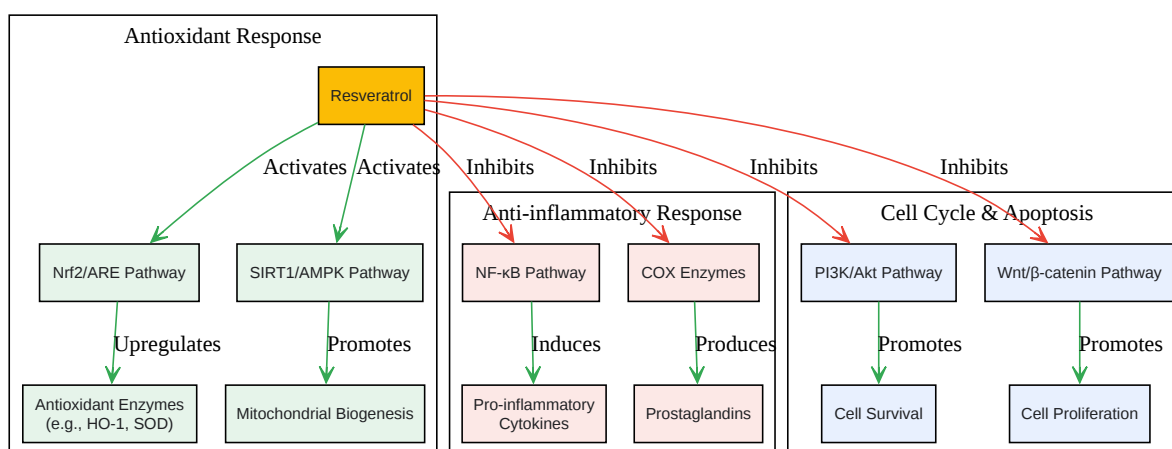 Antioxidant Response
Resveratrol
Activates
Activates
Inhibits
Inhibits
Inhibits
Inhibits
Anti-inflammatory Response
Cell Cycle & Apoptosis
Nrf2/ARE Pathway
SIRT1/AMPK Pathway
NF-κB Pathway
COX Enzymes
PI3K/Akt Pathway
Wnt/β-catenin Pathway
Upregulates
Promotes
Induces
Produces
Promotes
Promotes
Antioxidant Enzymes
(e.g., HO-1, SOD)
Mitochondrial Biogenesis
Pro-inflammatory
Cytokines
Prostaglandins
Cell Survival
Cell Proliferation